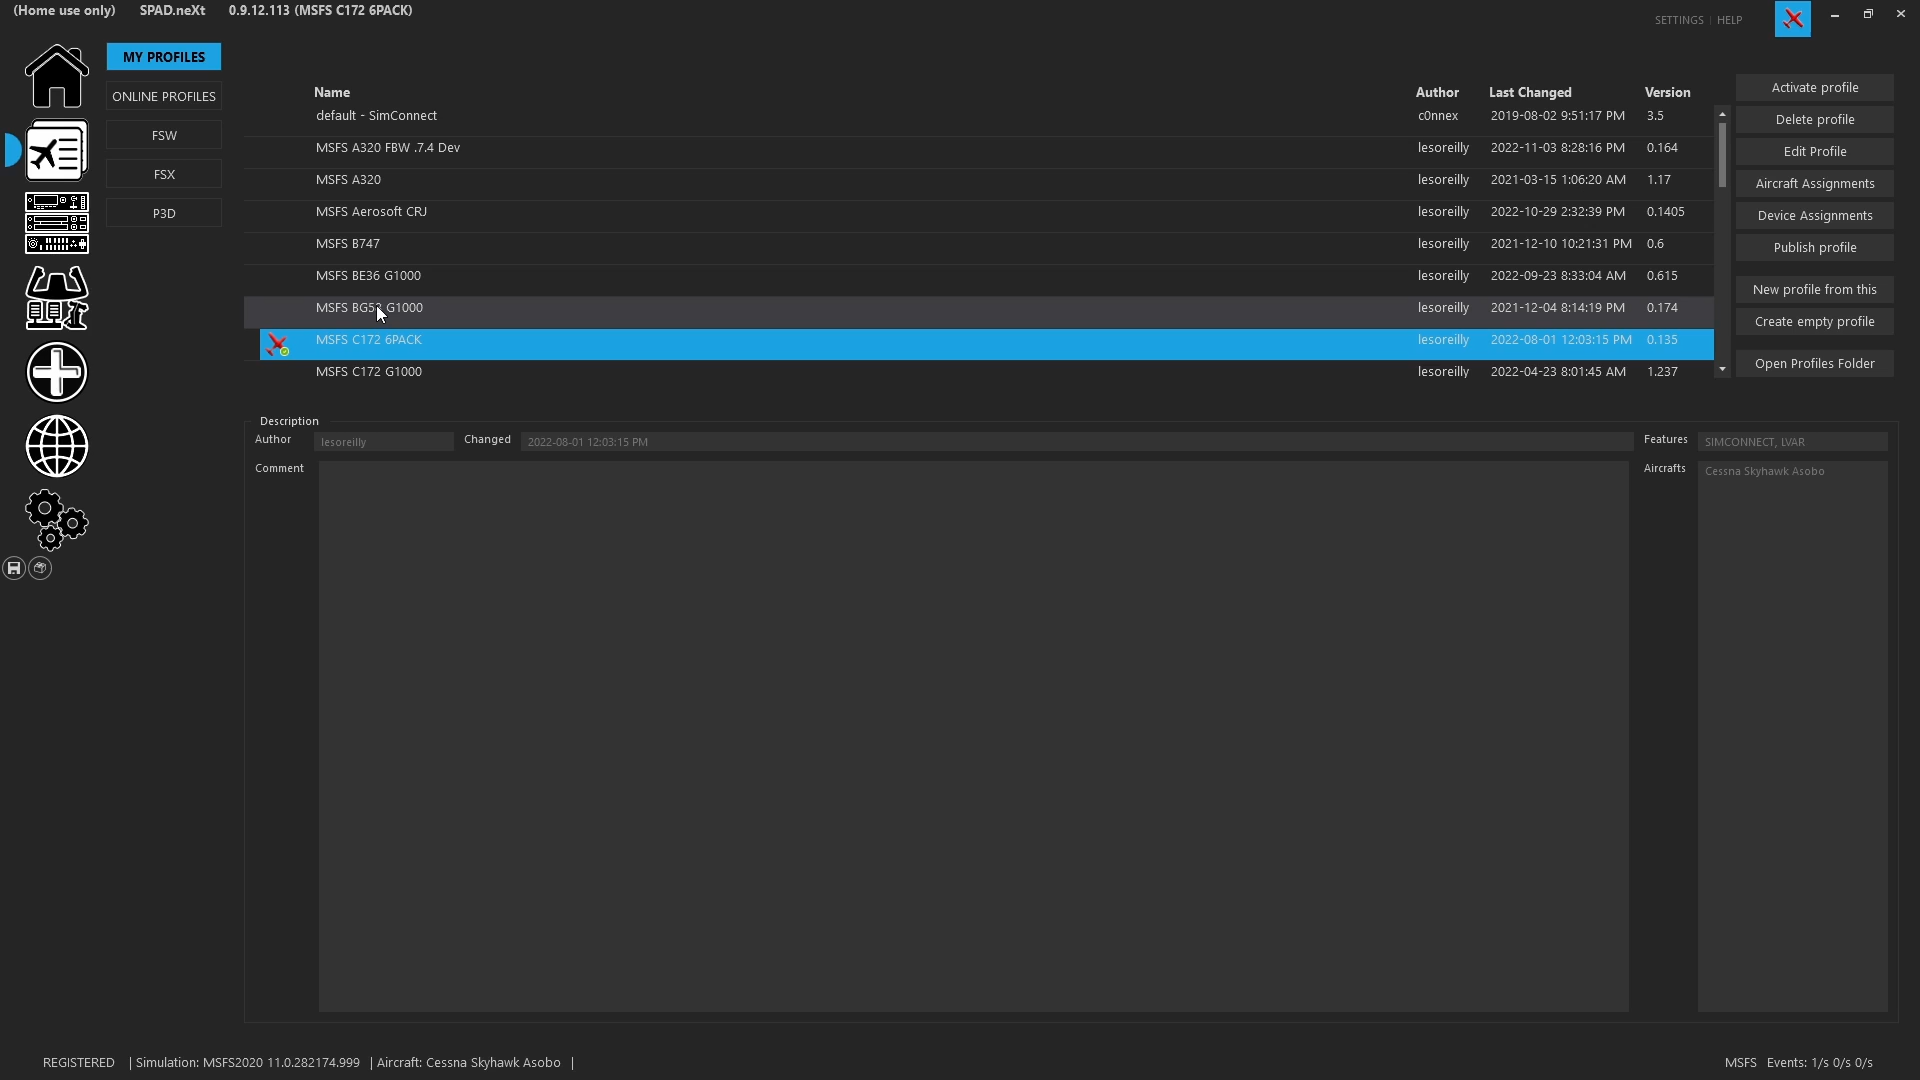 (Home use only) SPAD.neXt 0.9.12.113 (MSFS C172 6PACK)
SETTINGS | HELP
MY PROFILES
ONLINE PROFILES
FSW
FSX
P3D
Name Author Last Changed Version
default - SimConnect c0nnex 2019-08-02 9:51:17 PM 3.5
MSFS A320 FBW .7.4 Dev lesoreilly 2022-11-03 8:28:16 PM 0.164
MSFS A320 lesoreilly 2021-03-15 1:06:20 AM 1.17
MSFS Aerosoft CRJ lesoreilly 2022-10-29 2:32:39 PM 0.1405
MSFS B747 lesoreilly 2021-12-10 10:21:31 PM 0.6
MSFS BE36 G1000 lesoreilly 2022-09-23 8:33:04 AM 0.615
MSFS G1000 lesoreilly 2021-12-04 8:14:19 PM 0.174
MSFS C172 6PACK lesoreilly 2022-08-01 12:03:15 PM 0.135
MSFS C172 G1000 lesoreilly 2022-04-23 8:01:45 AM 1.237
Activate profile
Delete profile
Edit Profile
Aircraft Assignments
Device Assignments
Publish profile
New profile from this
Create empty profile
Open Profiles Folder
Description
Author lesoreilly Changed 2022-08-01 12:03:15 PM Features SIMCONNECT, LVAR
Comment Aircrafts Cessna Skyhawk Asobo
REGISTERED | Simulation: MSFS2020 11.0.282174.999 | Aircraft: Cessna Skyhawk Asobo |
MSFS Events: 1/s 0/s 0/s